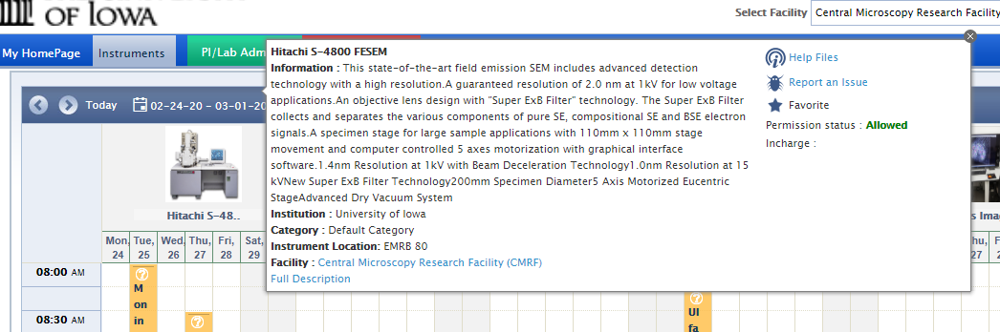 OF IOWA
Select Facility Central Microscopy Research Facility
My HomePage Instruments PI/Lab Adm
Today 02-24-20 - 03-01-20
Hitachi S-48..
Mon, 24 Tue, 25 Wed, 26 Thu, 27 Fri, 28 Sat, 29
08:00 AM
M
on
in
08:30 AM
Hitachi S-4800 FESEM
Information : This state-of-the-art field emission SEM includes advanced detection
technology with a high resolution.A guaranteed resolution of 2.0 nm at 1kV for low voltage
applications.An objective lens design with "Super ExB Filter" technology. The Super ExB Filter
collects and separates the various components of pure SE, compositional SE and BSE electron
signals.A specimen stage for large sample applications with 110mm x 110mm stage
movement and computer controlled 5 axes motorization with graphical interface
software.1.4nm Resolution at 1kV with Beam Deceleration Technology1.0nm Resolution at 15
kVNew Super ExB Filter Technology200mm Specimen Diameter5 Axis Motorized Eucentric
StageAdvanced Dry Vacuum System
Institution : University of Iowa
Category : Default Category
Instrument Location: EMRB 80
Facility : Central Microscopy Research Facility (CMRF)
Full Description
Help Files
Report an Issue
Favorite
Permission status : Allowed
Incharge :
s Ima
UI
fa